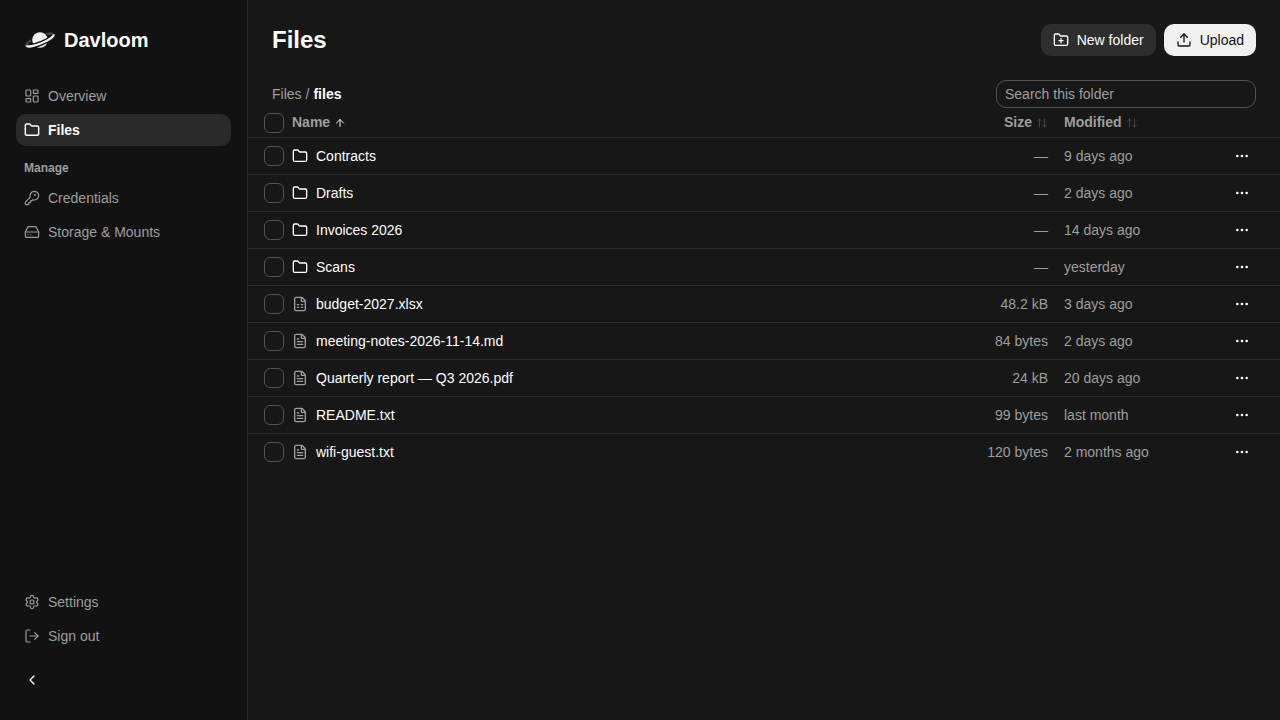 Davloom
Overview
Files
Manage
Credentials
Storage & Mounts
Settings
Sign out
Files
New folder
Upload
Files / files
Search this folder
Name Size Modified
Contracts — 9 days ago
Drafts — 2 days ago
Invoices 2026 — 14 days ago
Scans — yesterday
budget-2027.xlsx 48.2 kB 3 days ago
meeting-notes-2026-11-14.md 84 bytes 2 days ago
Quarterly report — Q3 2026.pdf 24 kB 20 days ago
README.txt 99 bytes last month
wifi-guest.txt 120 bytes 2 months ago